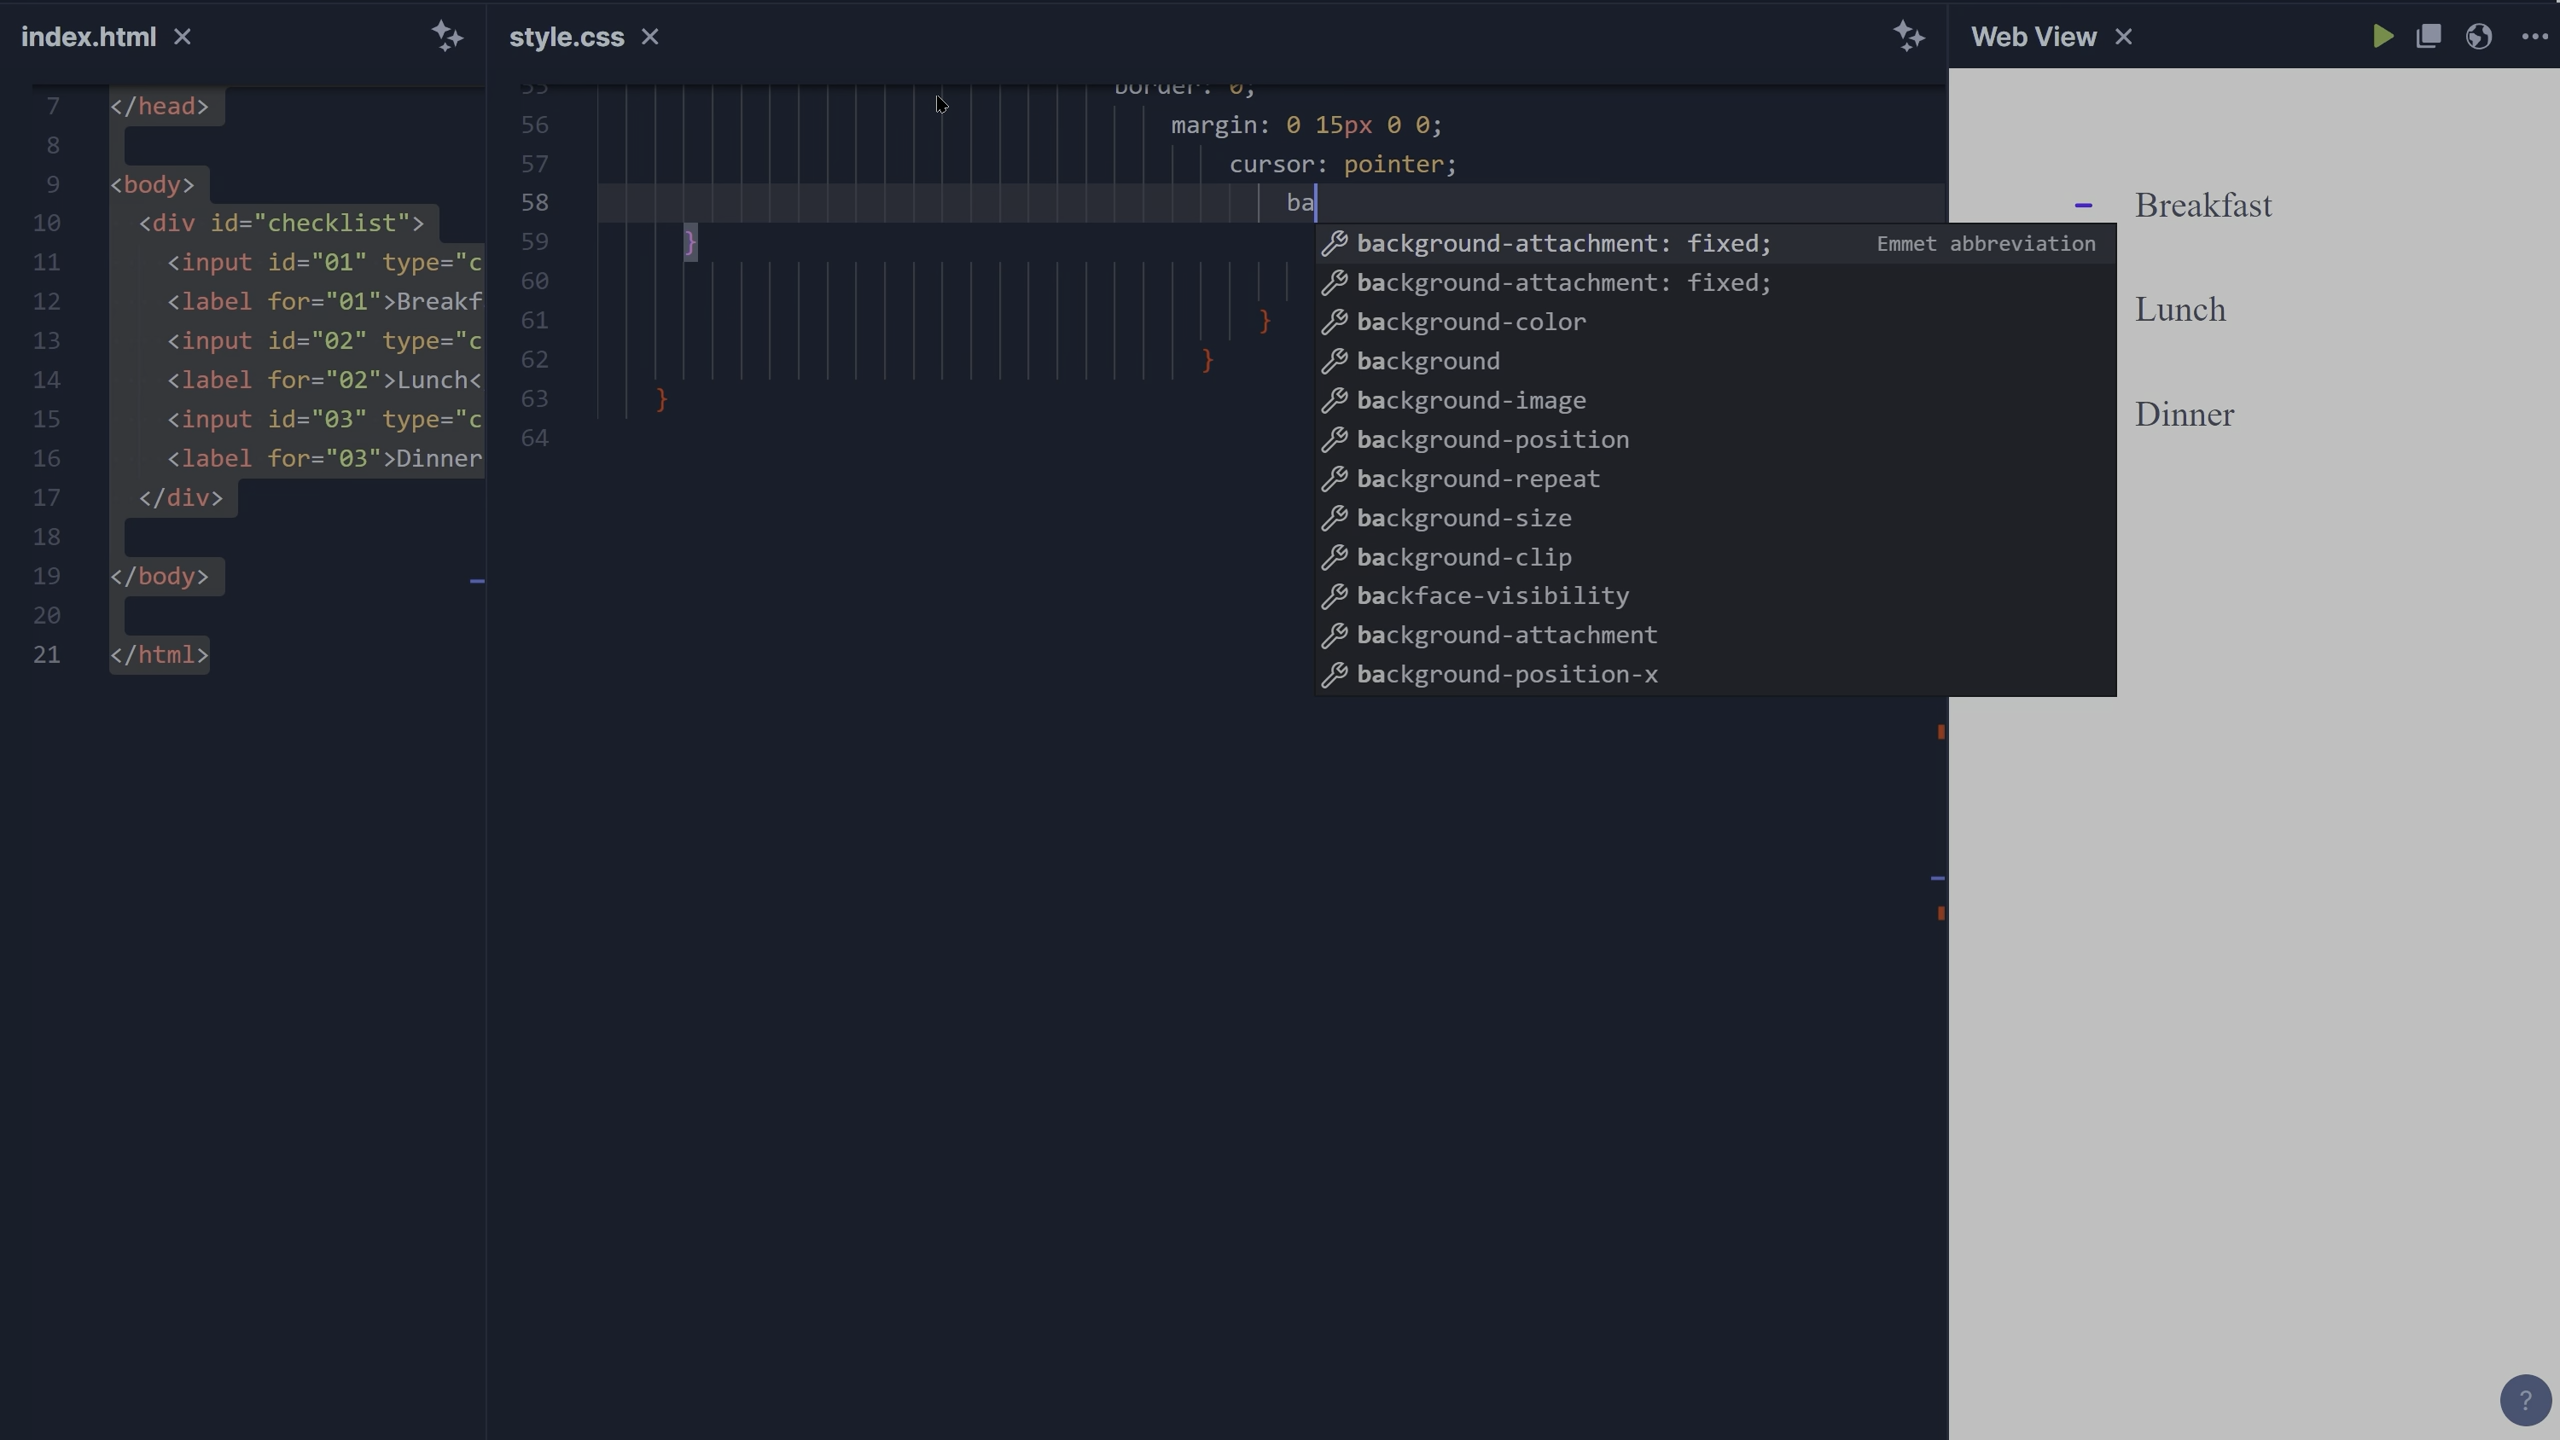 index.html
style.css
Web View
7 </head>
8
9 <body>
10 <div id="checklist">
11 <input id="01" type="c
12 <label for="01">Breakf
13 <input id="02" type="c
14 <label for="02">Lunch<
15 <input id="03" type="c
16 <label for="03">Dinner
17 </div>
18
19 </body>
20
21 </html>
55 border: 0;
56 margin: 0 15px 0 0;
57 cursor: pointer;
58 ba
59 }
60
61 }
62 }
63 }
64
background-attachment: fixed; Emmet abbreviation
background-attachment: fixed;
background-color
background
background-image
background-position
background-repeat
background-size
background-clip
backface-visibility
background-attachment
background-position-x
Breakfast
Lunch
Dinner
?